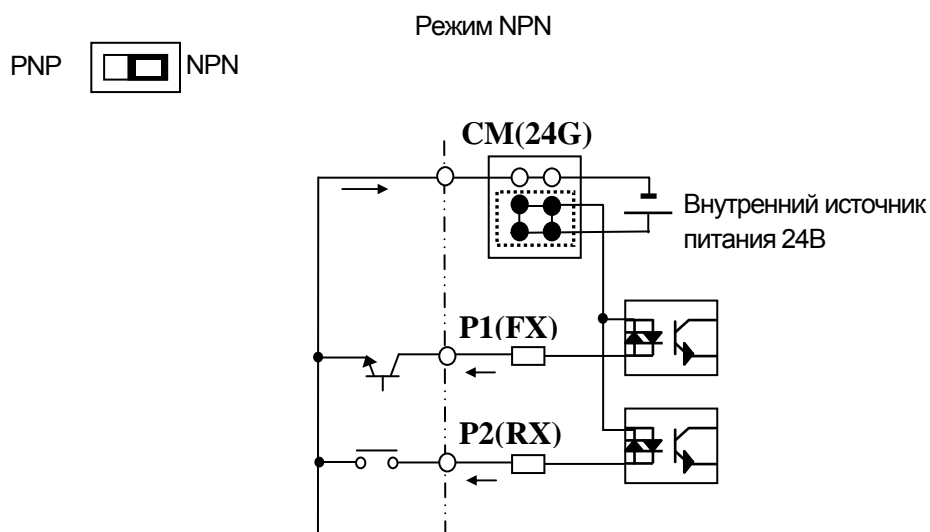 Режим NPN
PNP NPN
CM(24G)
Внутренний источник
питания 24В
P1(FX)
P2(RX)